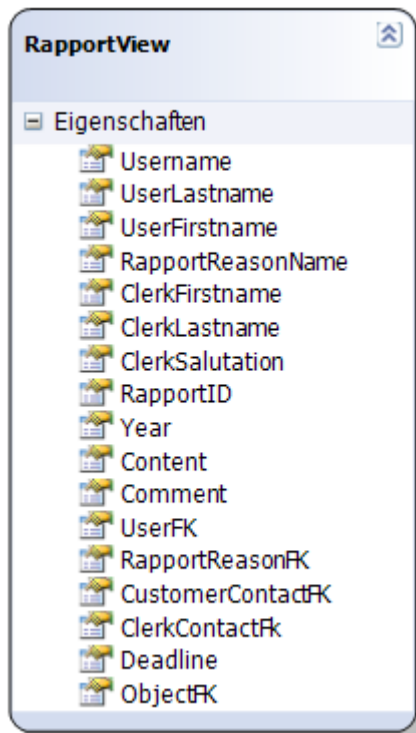 RapportView
Eigenschaften
Username
UserLastname
UserFirstname
RapportReasonName
ClerkFirstname
ClerkLastname
ClerkSalutation
RapportID
Year
Content
Comment
UserFK
RapportReasonFK
CustomerContactFK
ClerkContactFk
Deadline
ObjectFK